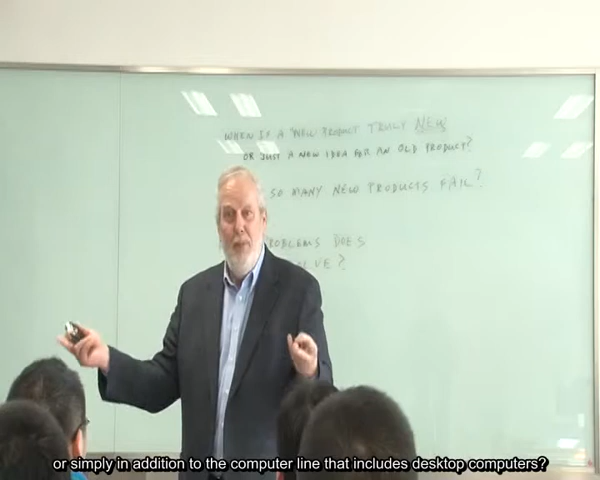 WHEN IS A "NEW" PRODUCT TRULY NEW
OR JUST A NEW IDEA FOR AN OLD PRODUCT?
SO MANY NEW PRODUCTS FAIL?
PROBLEMS DOES
SOLVE?
or simply in addition to the computer line that includes desktop computers?